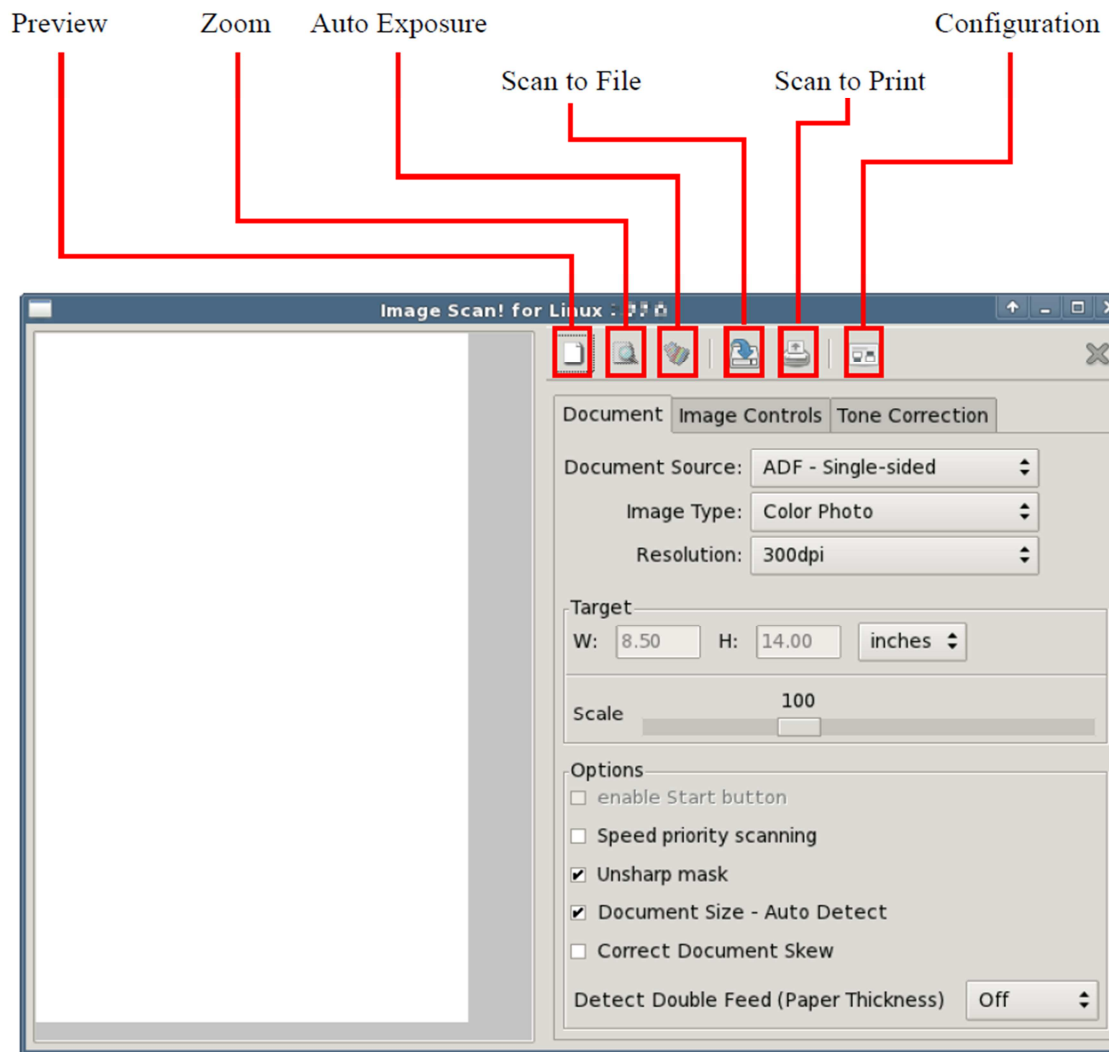 Preview Zoom Auto Exposure Configuration
Scan to File Scan to Print
Image Scan! for Linux
Document Image Controls Tone Correction
Document Source: ADF - Single-sided
Image Type: Color Photo
Resolution: 300dpi
Target
W: 8.50 H: 14.00 inches
100
Scale
Options
enable Start button
Speed priority scanning
Unsharp mask
Document Size - Auto Detect
Correct Document Skew
Detect Double Feed (Paper Thickness) Off